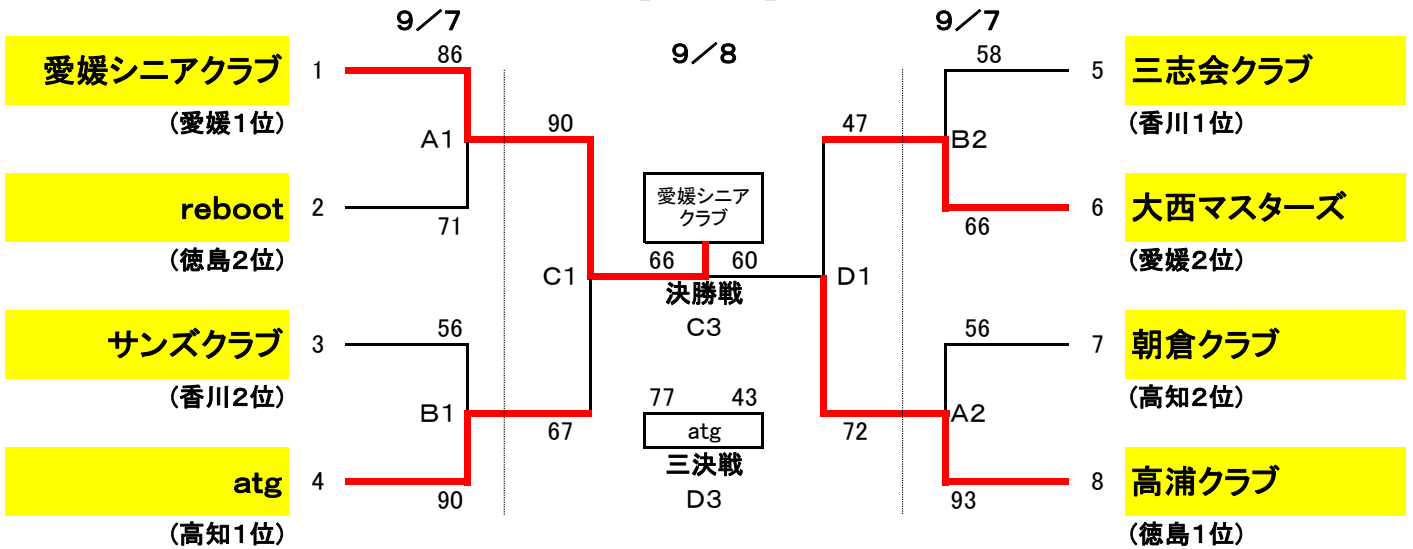 9／7
9／7
9／8
愛媛シニアクラブ
1
86
58
5
三志会クラブ
(愛媛1位)
(香川1位)
A1
90
47
B2
reboot
2
71
愛媛シニア
クラブ
66
6
大西マスターズ
(徳島2位)
(愛媛2位)
C1
66
60
D1
決勝戦
C3
サンズクラブ
3
56
56
7
朝倉クラブ
(香川2位)
(高知2位)
77
43
B1
67
atg
72
A2
三決戦
D3
atg
4
90
93
8
高浦クラブ
(高知1位)
(徳島1位)